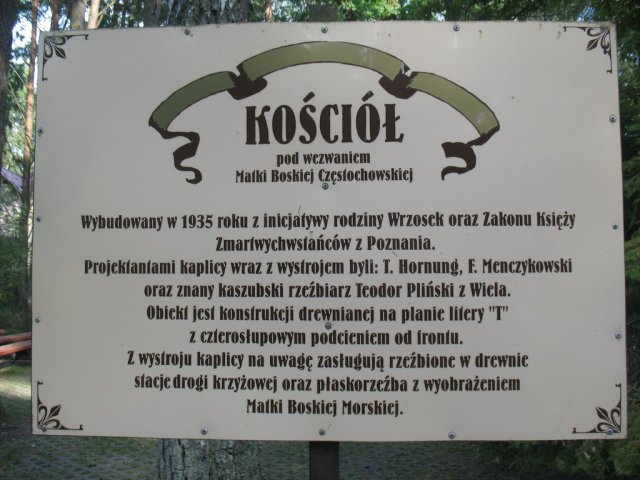 KOŚCIÓŁ
pod wezwaniem
Matki Boskiej Częstochowskiej
Wybudowany w 1935 roku z inicjatywy rodziny Wrzosek oraz Zakonu Księży
Zmartwychwstańców z Poznania.
Projektantami kaplicy wraz z wystrojem byli: T. Hornung, F. Menczykowski
oraz znany kaszubski rzeźbiarz Teodor Pliński z Wiela.
Obiekt jest konstrukcji drewnianej na planie litery "T"
z czterosłupowym podcieniem od frontu.
Z wystroju kaplicy na uwagę zasługują rzeźbione w drewnie
stacje drogi krzyżowej oraz płaskorzeźba z wyobrażeniem
Matki Boskiej Morskiej.